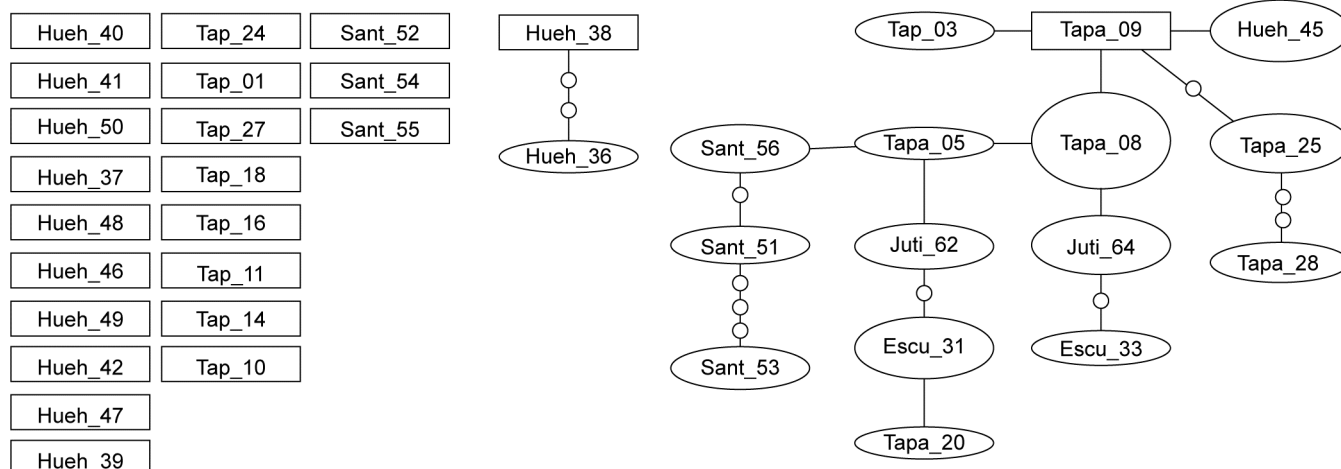 Hueh_40 Tap_24 Sant_52
Hueh_41 Tap_01 Sant_54
Hueh_50 Tap_27 Sant_55
Hueh_37 Tap_18
Hueh_48 Tap_16
Hueh_46 Tap_11
Hueh_49 Tap_14
Hueh_42 Tap_10
Hueh_47
Hueh_39
Hueh_38
Hueh_36
Tap_03 Tapa_09 Hueh_45
Sant_56 Tapa_05 Tapa_08 Tapa_25
Sant_51 Juti_62 Juti_64 Tapa_28
Sant_53 Escu_31 Escu_33
Tapa_20